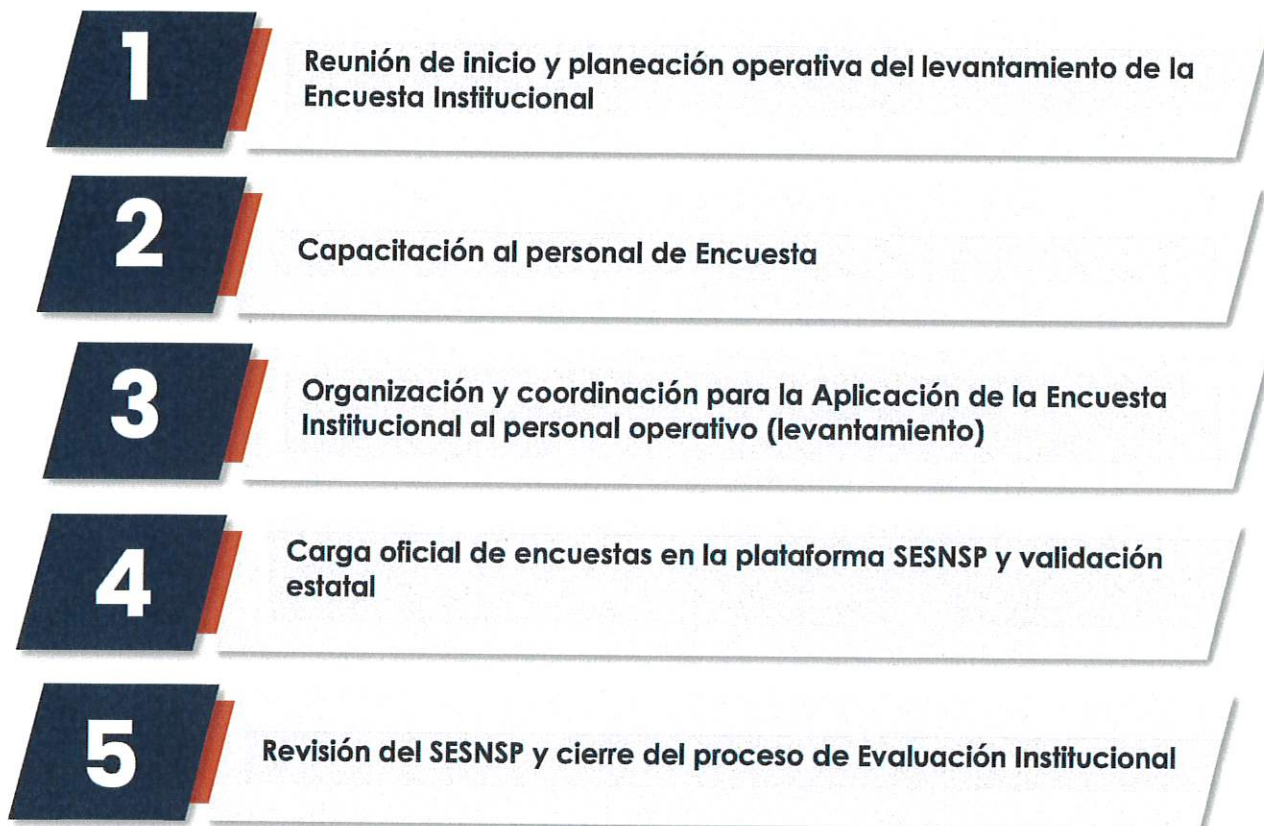 1
Reunión de inicio y planeación operativa del levantamiento de la
Encuesta Institucional
2
Capacitación al personal de Encuesta
3
Organización y coordinación para la Aplicación de la Encuesta
Institucional al personal operativo (levantamiento)
4
Carga oficial de encuestas en la plataforma SESNSP y validación
estatal
5
Revisión del SESNSP y cierre del proceso de Evaluación Institucional